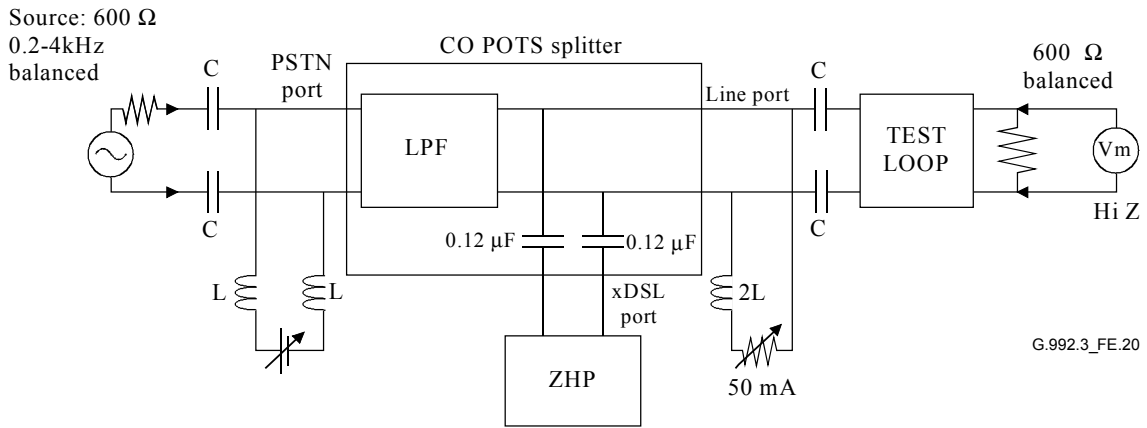 Source: 600 Ω
0.2-4kHz
balanced
CO POTS splitter
600 Ω
balanced
C
PSTN
port
Line port
C
LPF
TEST
LOOP
Vm
C
C
Hi Z
0.12 µF
0.12 µF
L
L
xDSL
port
2L
ZHP
50 mA
G.992.3_FE.20